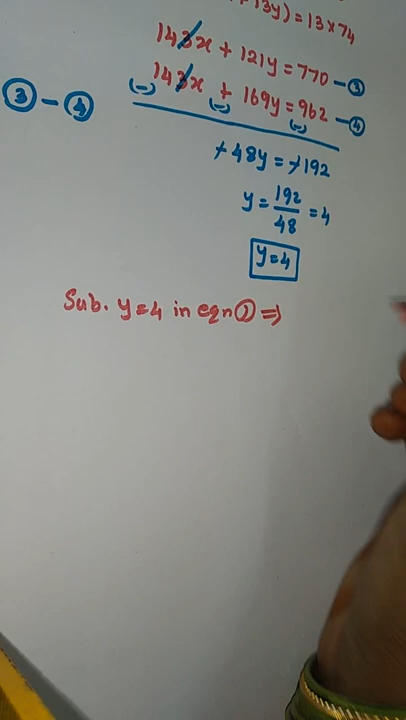 13y) = 13 × 74
143x + 121y = 770 — ③
143x + 169y = 962 — ④
(−) (−) (−)
③ − ④
+ 48y = + 192
y = 192/48 = 4
y = 4
Sub. y = 4 in eqn ② ⇒